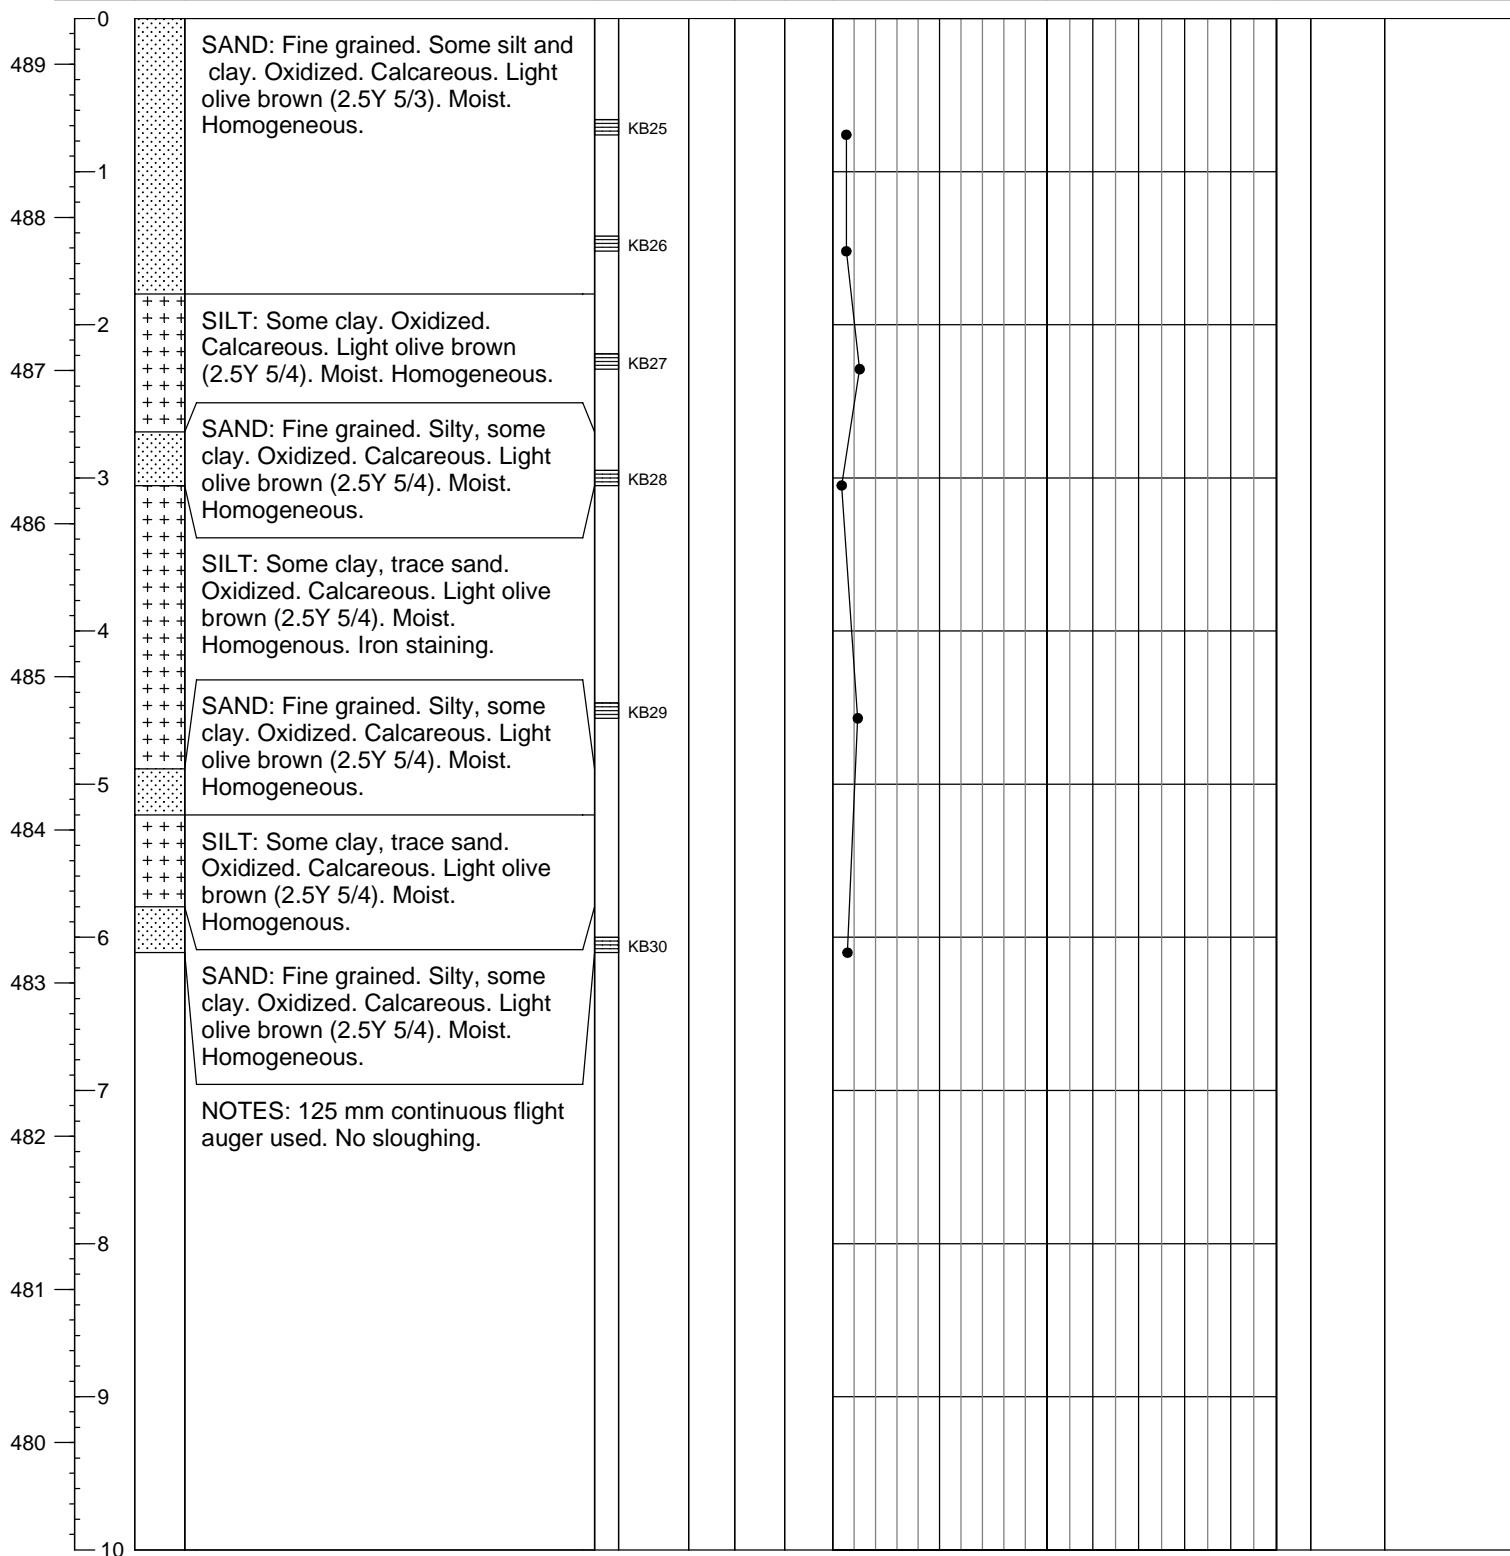 0
489
SAND: Fine grained. Some silt and
clay. Oxidized. Calcareous. Light
olive brown (2.5Y 5/3). Moist.
Homogeneous.
KB25
1
488
KB26
SILT: Some clay. Oxidized.
Calcareous. Light olive brown
(2.5Y 5/4). Moist. Homogeneous.
2
487
KB27
SAND: Fine grained. Silty, some
clay. Oxidized. Calcareous. Light
olive brown (2.5Y 5/4). Moist.
Homogeneous.
3
KB28
486
SILT: Some clay, trace sand.
Oxidized. Calcareous. Light olive
brown (2.5Y 5/4). Moist.
Homogenous. Iron staining.
4
485
SAND: Fine grained. Silty, some
clay. Oxidized. Calcareous. Light
olive brown (2.5Y 5/4). Moist.
Homogeneous.
KB29
5
484
SILT: Some clay, trace sand.
Oxidized. Calcareous. Light olive
brown (2.5Y 5/4). Moist.
Homogenous.
6
KB30
483
SAND: Fine grained. Silty, some
clay. Oxidized. Calcareous. Light
olive brown (2.5Y 5/4). Moist.
Homogeneous.
7
NOTES: 125 mm continuous flight
auger used. No sloughing.
482
8
481
9
480
10